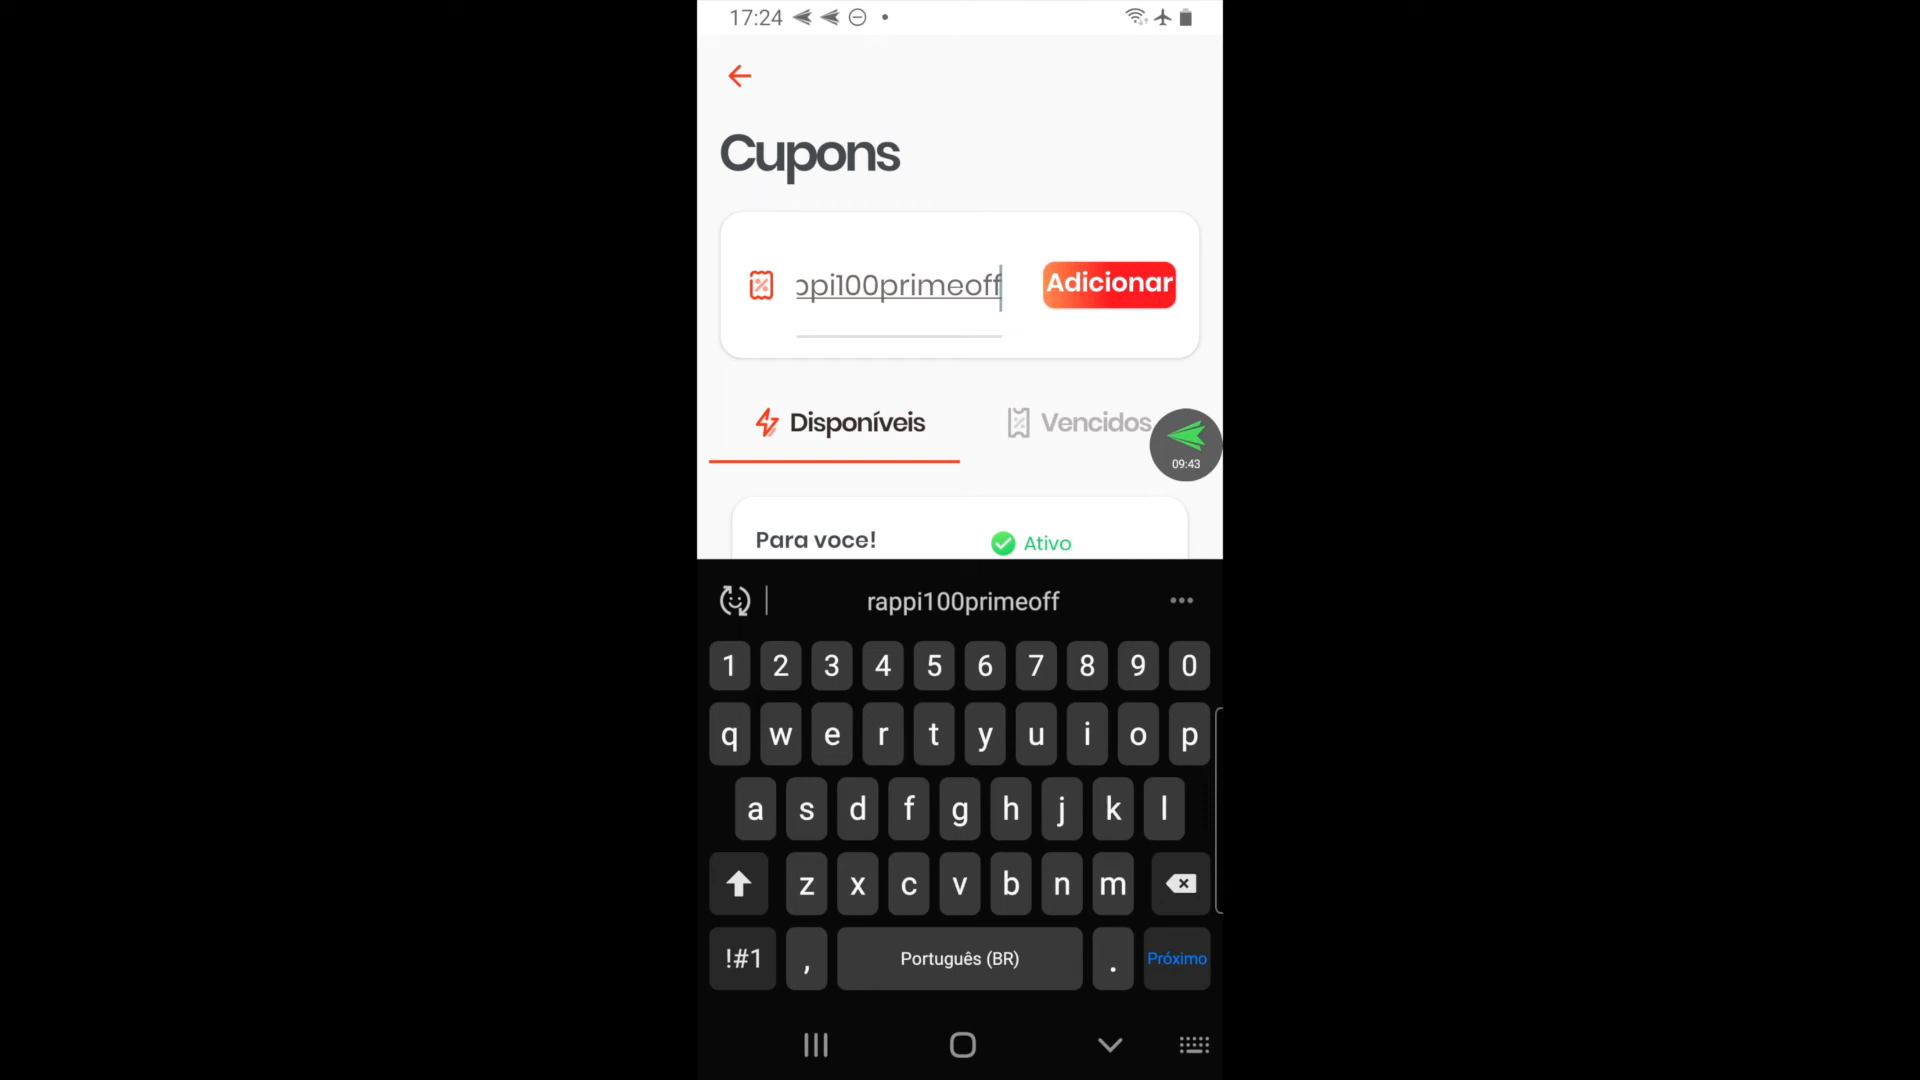 17:24
Cupons
ppi100primeoff
Adicionar
Disponíveis
Vencidos
09:43
Para voce!
Ativo
rappi100primeoff
1 2 3 4 5 6 7 8 9 0
q w e r t y u i o p
a s d f g h j k l
z x c v b n m
!#1 , Português (BR) . Próximo